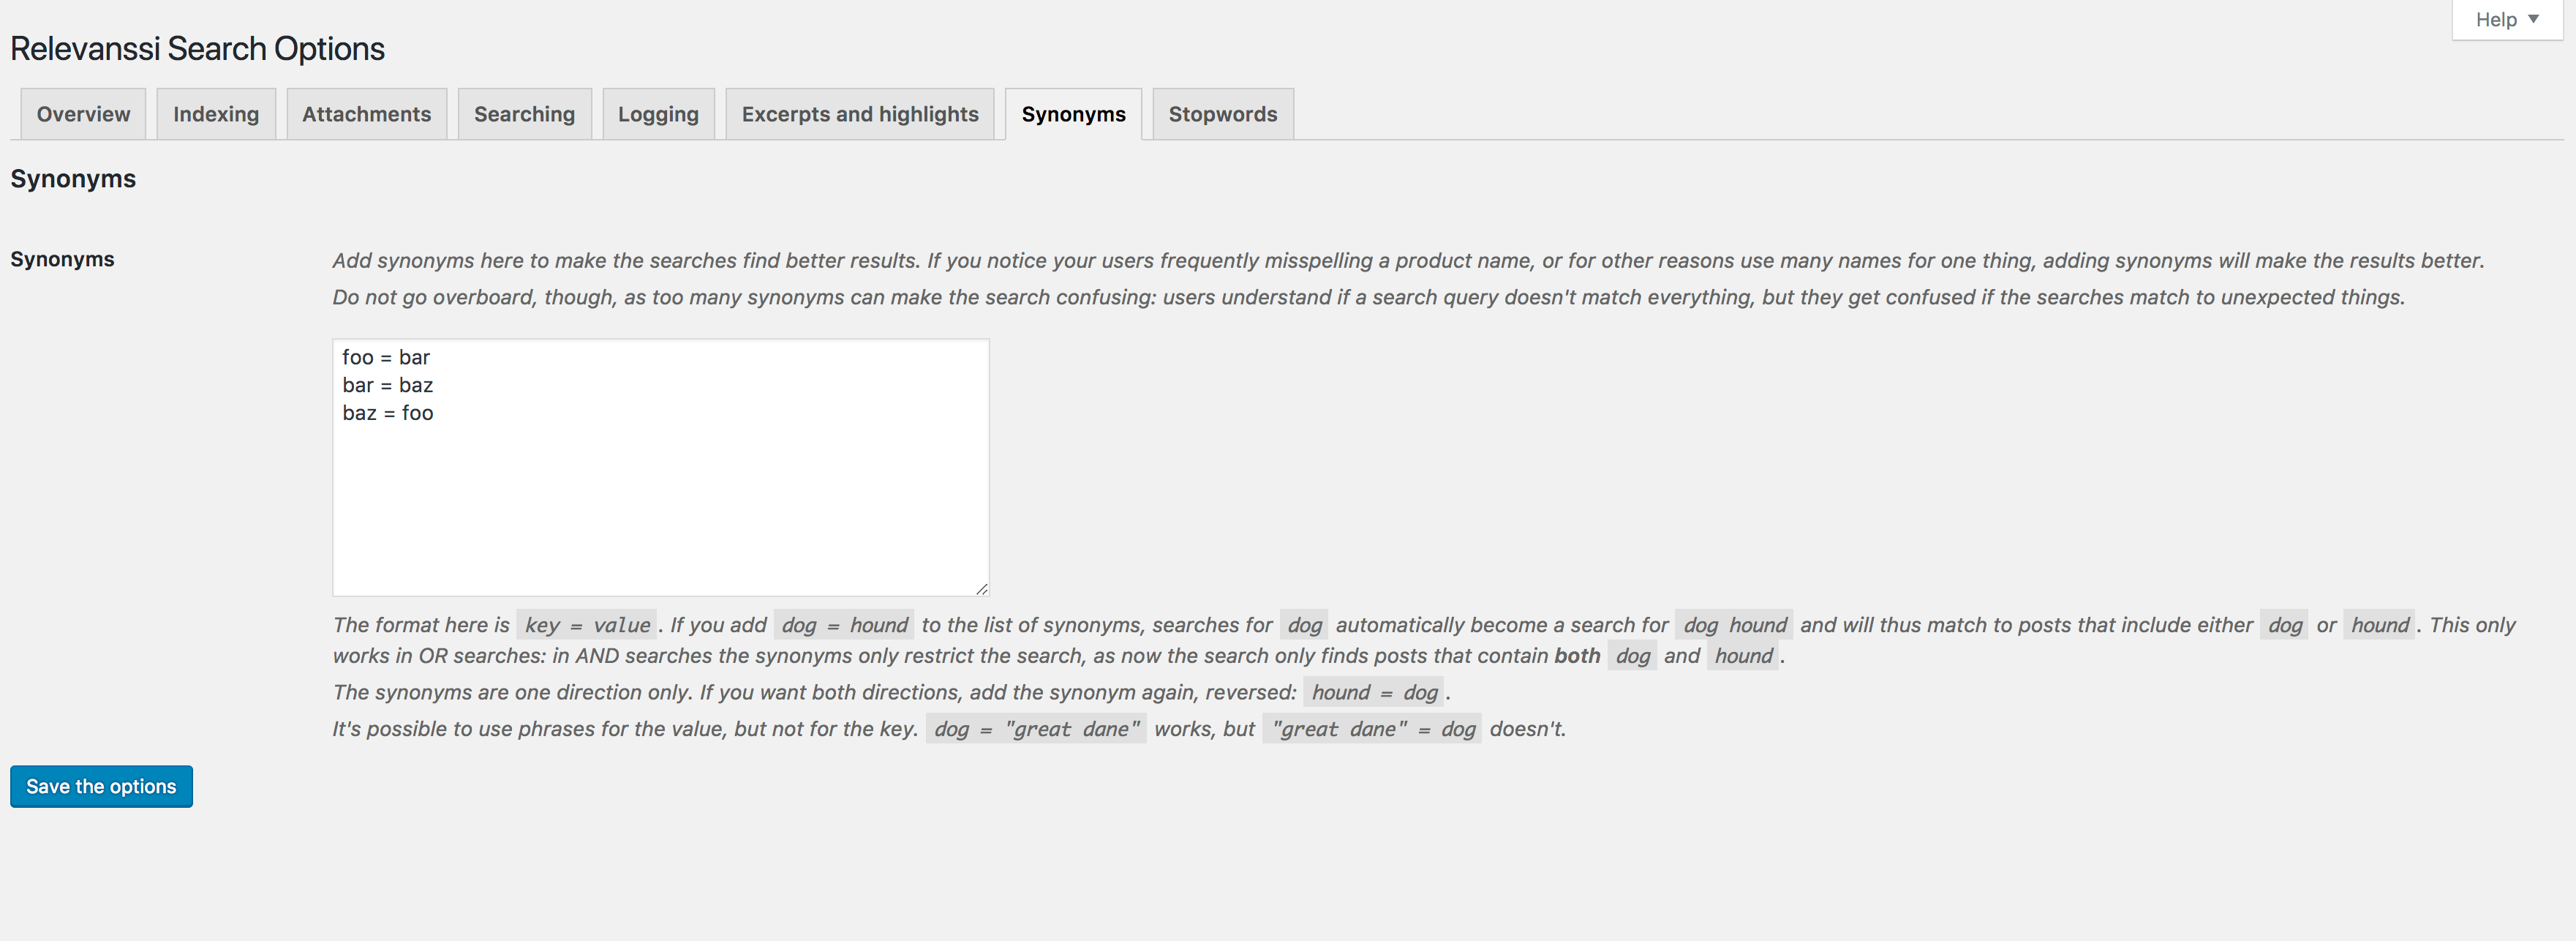 Help
Relevanssi Search Options
Overview Indexing Attachments Searching Logging Excerpts and highlights Synonyms Stopwords
Synonyms
Synonyms
Add synonyms here to make the searches find better results. If you notice your users frequently misspelling a product name, or for other reasons use many names for one thing, adding synonyms will make the results better.
Do not go overboard, though, as too many synonyms can make the search confusing: users understand if a search query doesn't match everything, but they get confused if the searches match to unexpected things.
foo = bar
bar = baz
baz = foo
The format here is key = value. If you add dog = hound to the list of synonyms, searches for dog automatically become a search for dog hound and will thus match to posts that include either dog or hound. This only
works in OR searches: in AND searches the synonyms only restrict the search, as now the search only finds posts that contain both dog and hound.
The synonyms are one direction only. If you want both directions, add the synonym again, reversed: hound = dog.
It's possible to use phrases for the value, but not for the key. dog = "great dane" works, but "great dane" = dog doesn't.
Save the options